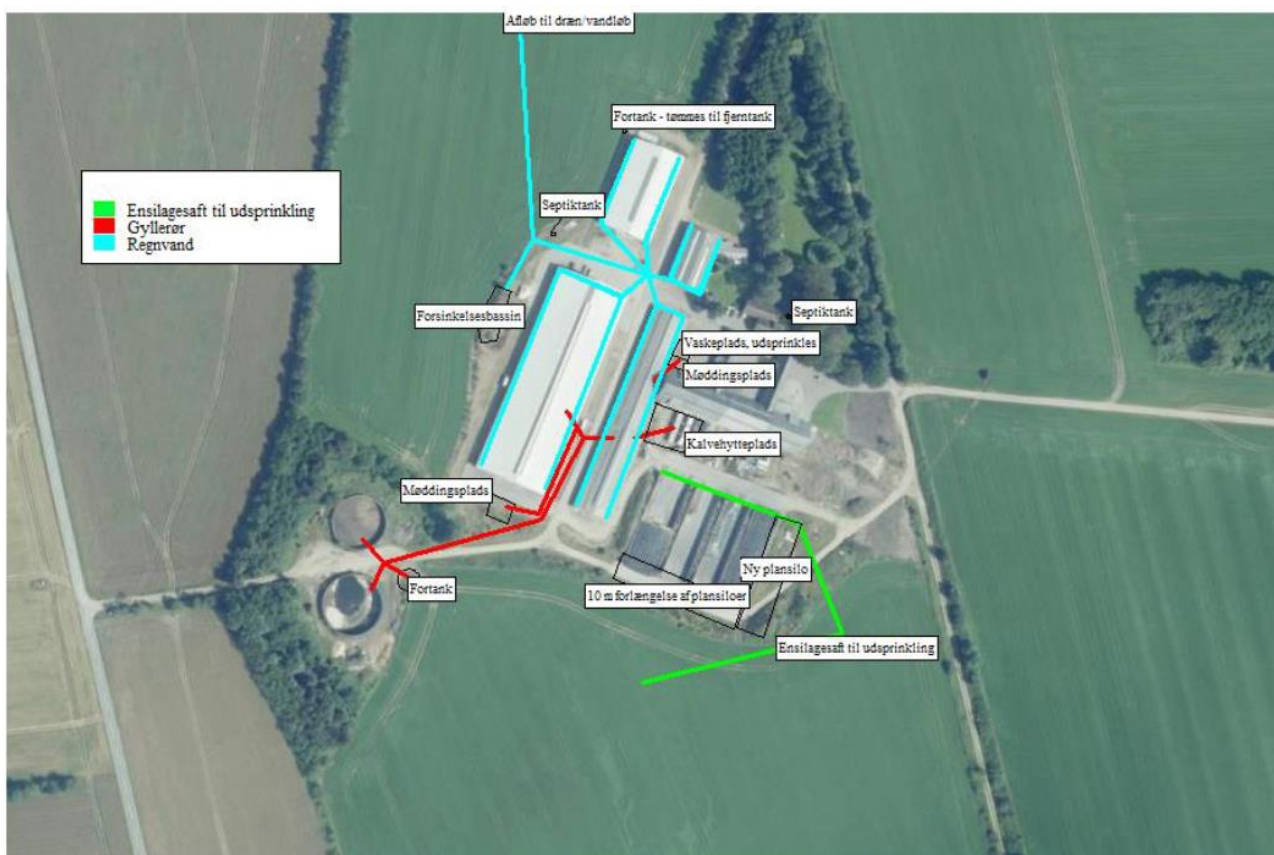 Afløb til dræn/vandløb
Fortank - tømmes til fjerntank
Ensilagesaft til udsprinkling
Gyllerør
Regnvand
Septiktank
Forsinkelsesbassin
Septiktank
Vaskeplads, udsprinkles
Møddingsplads
Kalvehytteplads
Møddingsplads
Ny plansilo
Fortank
10 m forlængelse af plansiloer
Ensilagesaft til udsprinkling